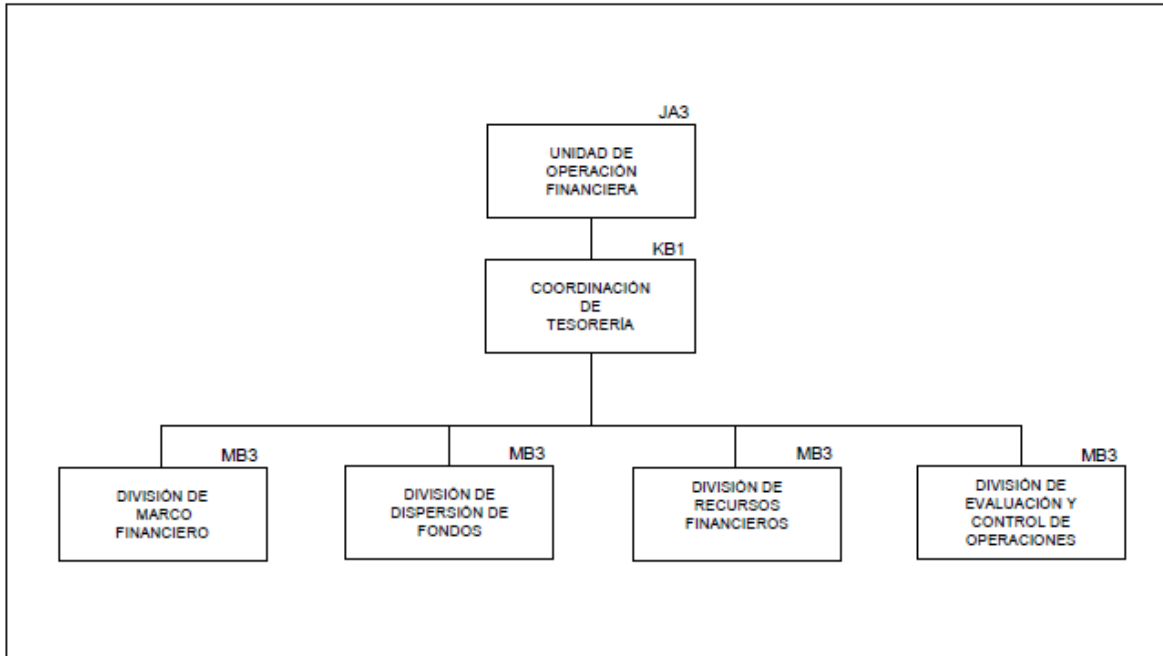 JA3
UNIDAD DE
OPERACIÓN
FINANCIERA
KB1
COORDINACIÓN
DE
TESORERÍA
MB3
DIVISIÓN DE
MARCO
FINANCIERO
MB3
DIVISIÓN DE
DISPERSIÓN DE
FONDOS
MB3
DIVISIÓN DE
RECURSOS
FINANCIEROS
MB3
DIVISIÓN DE
EVALUACIÓN Y
CONTROL DE
OPERACIONES